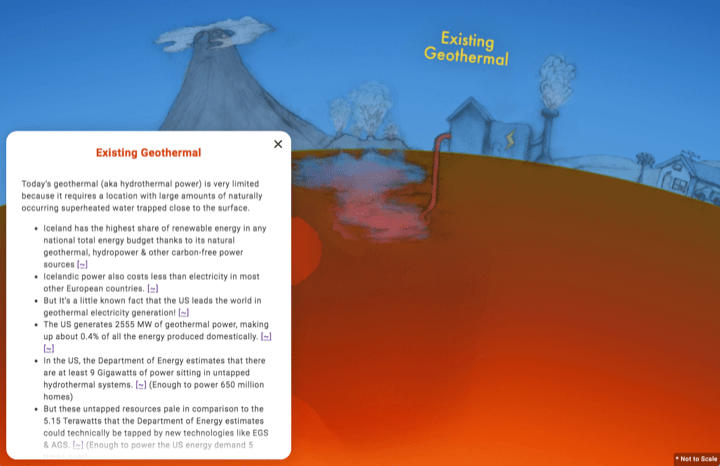 Existing
Geothermal
Existing Geothermal
Today's geothermal (aka hydrothermal power) is very limited
because it requires a location with large amounts of naturally
occurring superheated water trapped close to the surface.
• Iceland has the highest share of renewable energy in any
national total energy budget thanks to its natural
geothermal, hydropower & other carbon-free power
sources [~]
• Icelandic power also costs less than electricity in most
other European countries. [~]
• But It's a little known fact that the US leads the world in
geothermal electricity generation! [~]
• The US generates 2555 MW of geothermal power, making
up about 0.4% of all the energy produced domestically. [~]
[~]
• In the US, the Department of Energy estimates that there
are at least 9 Gigawatts of power sitting in untapped
hydrothermal systems. [~] (Enough to power 650 million
homes)
• But these untapped resources pale in comparison to the
5.15 Terawatts that the Department of Energy estimates
could technically be tapped by new technologies like EGS
& AGS. [~] (Enough to power the US energy demand 5
* Not to Scale